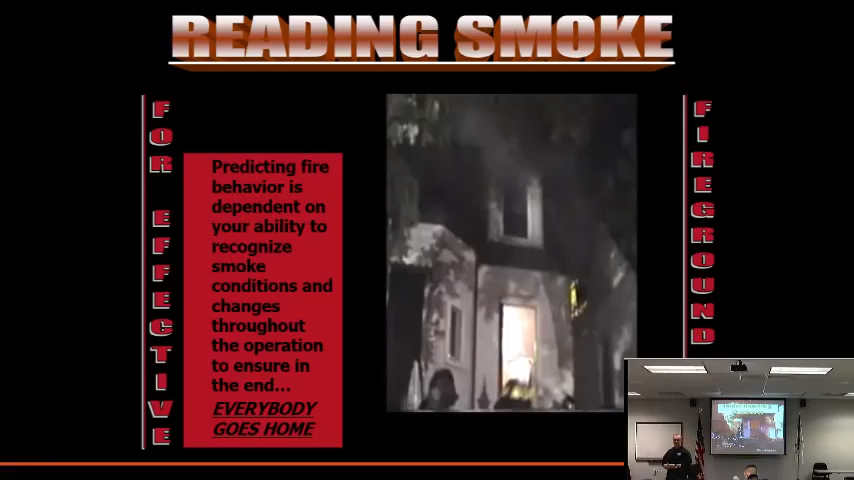 READING SMOKE
FOR EFFECTIVE
FIREGROUND
Predicting fire
behavior is
dependent on
your ability to
recognize
smoke
conditions and
changes
throughout
the operation
to ensure in
the end...
EVERYBODY
GOES HOME